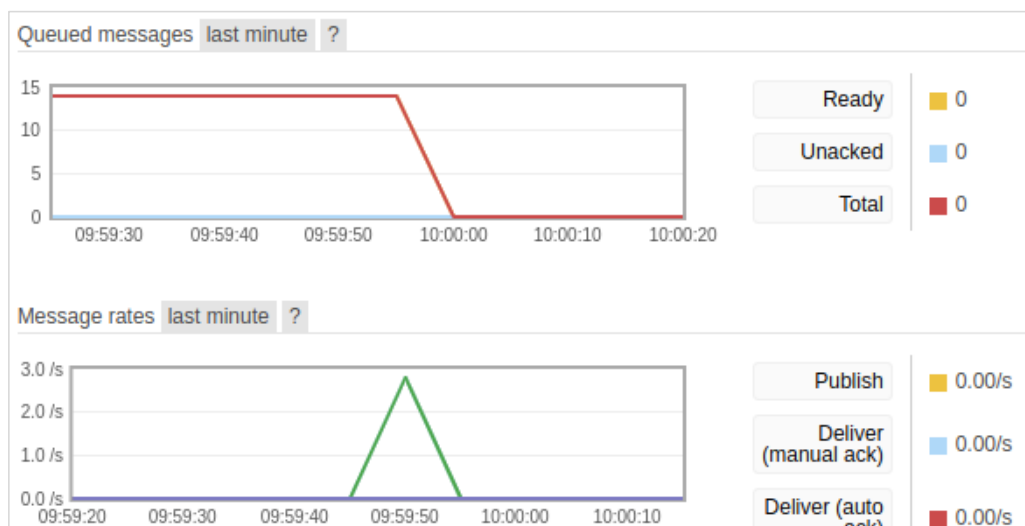 Queued messages last minute ?
15
10
5
0
09:59:30 09:59:40 09:59:50 10:00:00 10:00:10 10:00:20
Ready 0
Unacked 0
Total 0
Message rates last minute ?
3.0 /s
2.0 /s
1.0 /s
0.0 /s
09:59:20 09:59:30 09:59:40 09:59:50 10:00:00 10:00:10
Publish 0.00/s
Deliver
(manual ack) 0.00/s
Deliver (auto
ack) 0.00/s